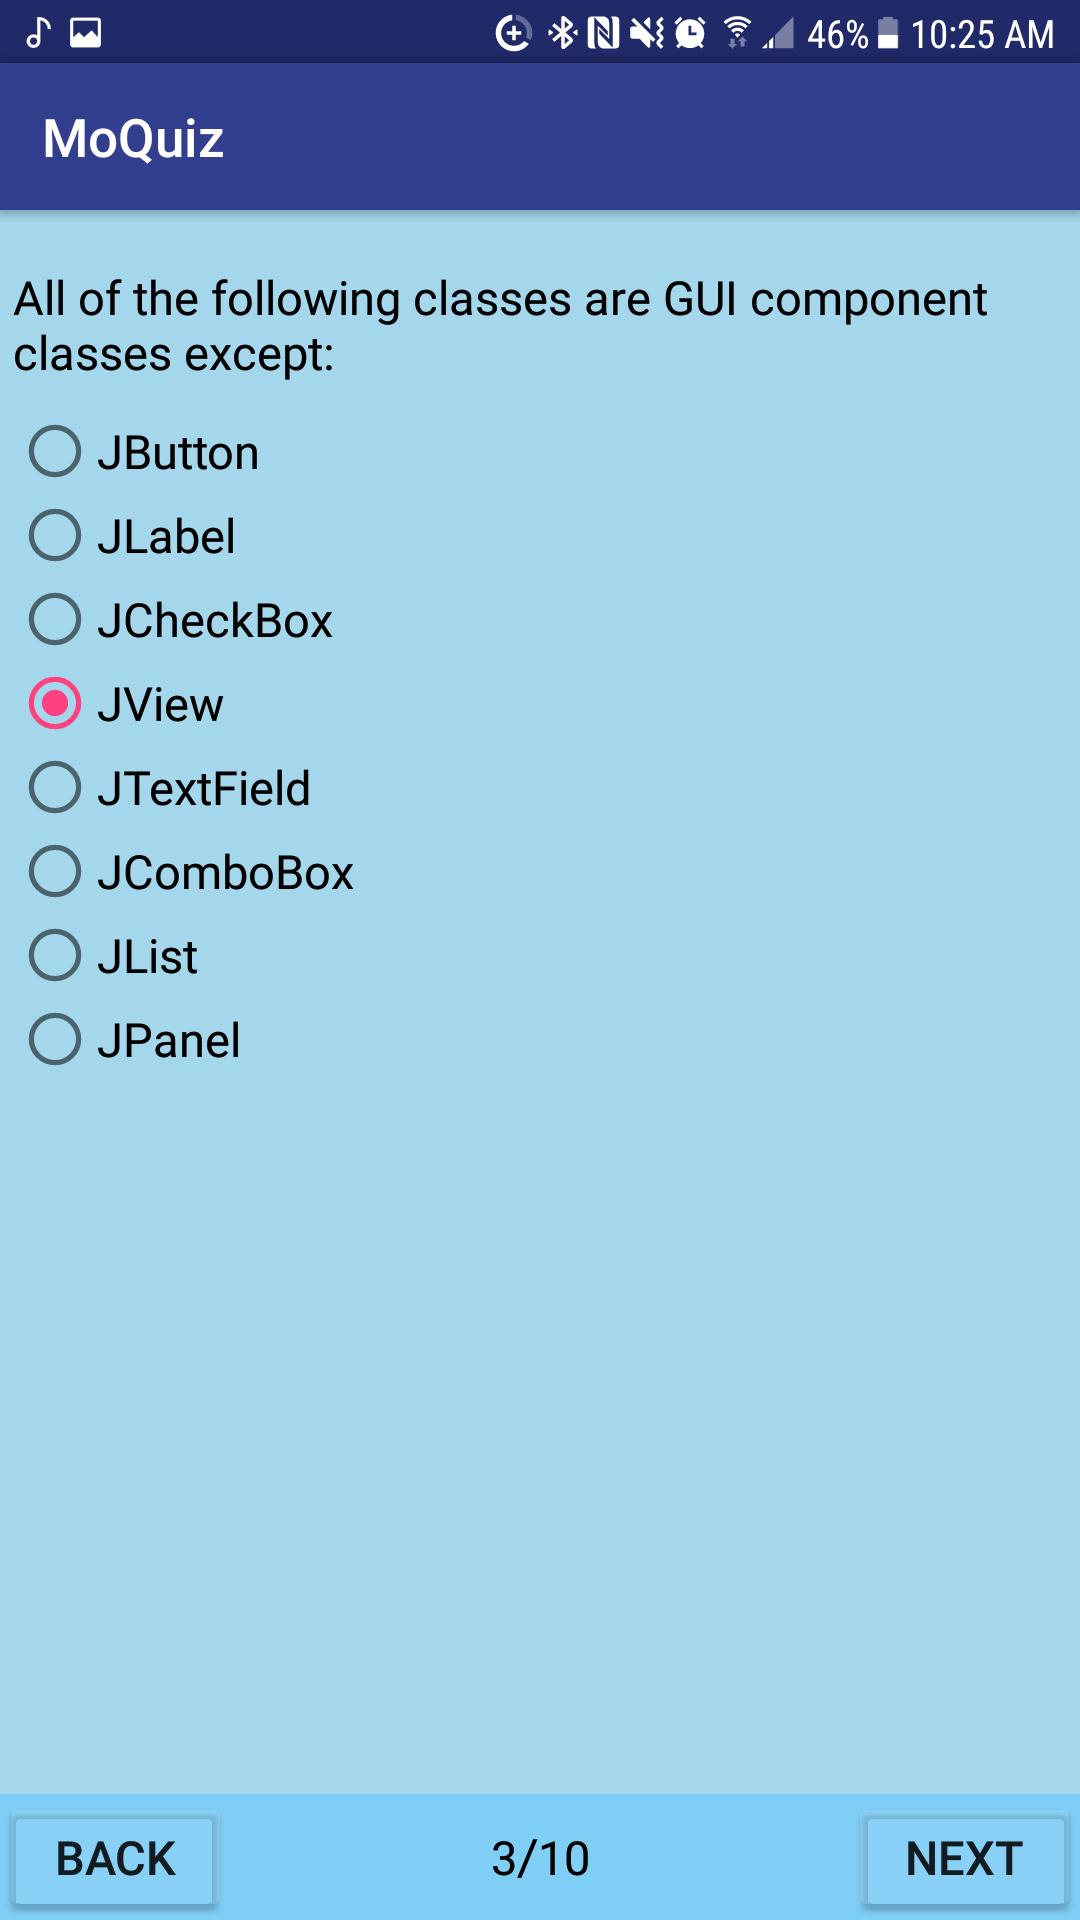 46% 10:25 AM
MoQuiz
All of the following classes are GUI component
classes except:
JButton
JLabel
JCheckBox
JView
JTextField
JComboBox
JList
JPanel
BACK 3/10 NEXT